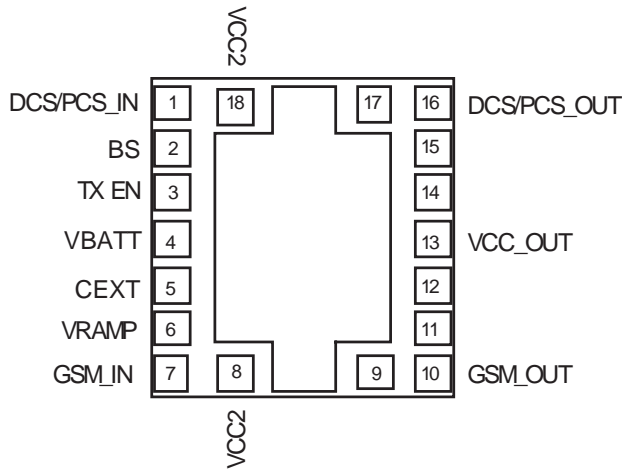 VCC2
DCS/PCS_IN 1 18 17 16 DCS/PCS_OUT
BS 2 15
TX EN 3 14
VBATT 4 13 VCC_OUT
CEXT 5 12
VRAMP 6 11
GSM_IN 7 8 9 10 GSM_OUT
VCC2